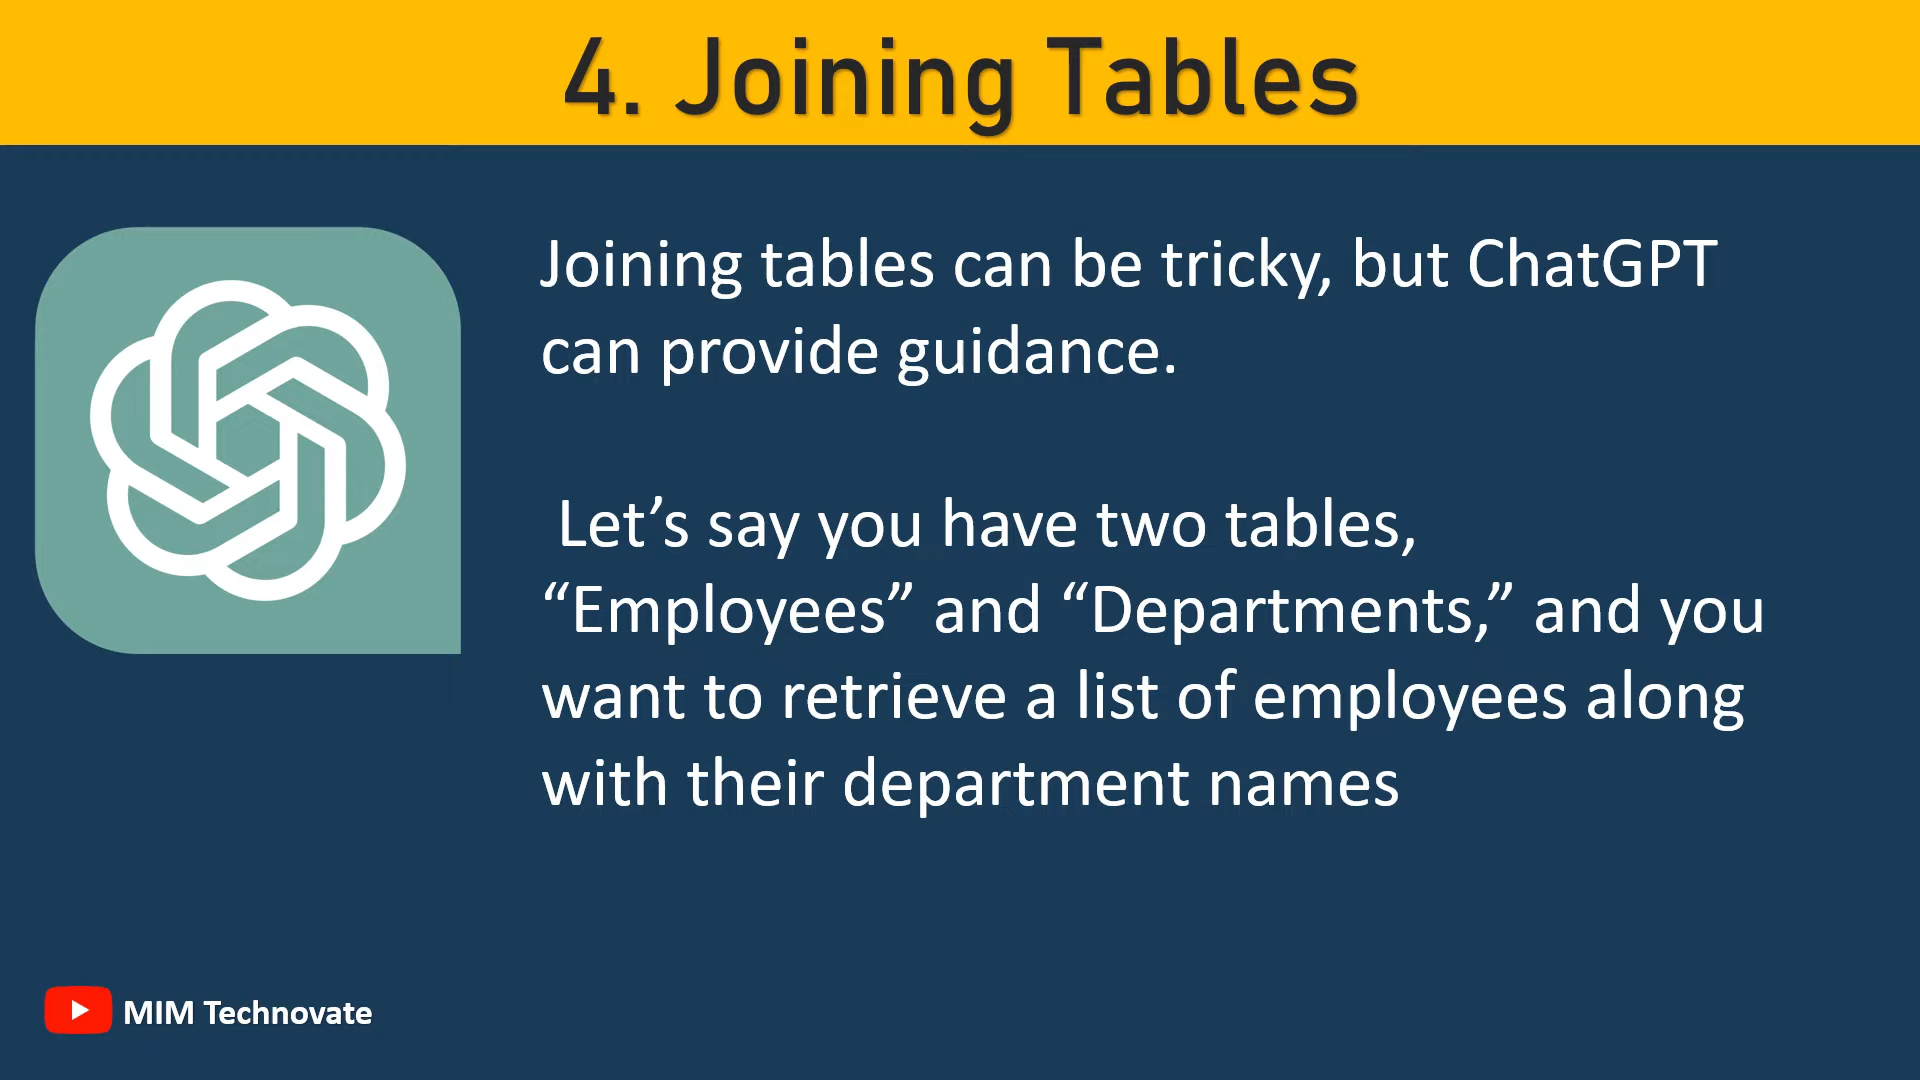 4. Joining Tables
Joining tables can be tricky, but ChatGPT
can provide guidance.
Let’s say you have two tables,
“Employees” and “Departments,” and you
want to retrieve a list of employees along
with their department names
MIM Technovate